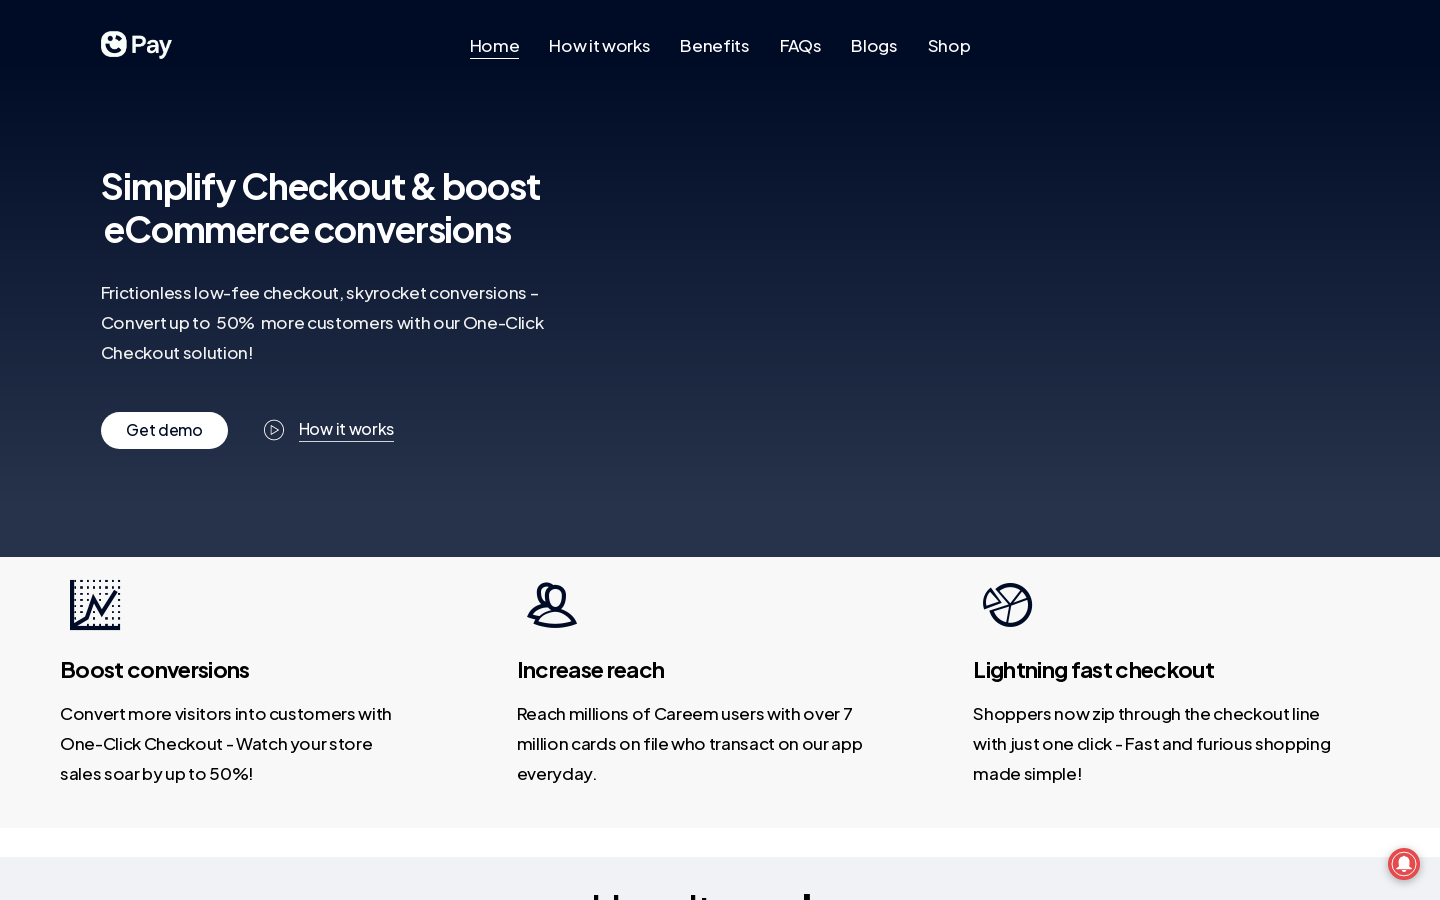 Pay
Home
How it works
Benefits
FAQs
Blogs
Shop
Simplify Checkout & boost
eCommerce conversions
Frictionless low-fee checkout, skyrocket conversions –
Convert up to 50% more customers with our One-Click
Checkout solution!
Get demo
How it works
Boost conversions
Convert more visitors into customers with
One-Click Checkout - Watch your store
sales soar by up to 50%!
Increase reach
Reach millions of Careem users with over 7
million cards on file who transact on our app
everyday.
Lightning fast checkout
Shoppers now zip through the checkout line
with just one click - Fast and furious shopping
made simple!